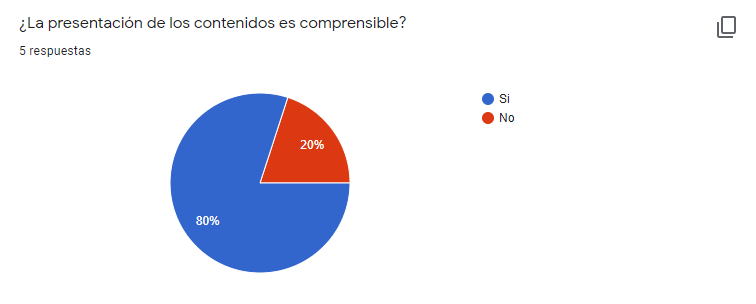 ¿La presentación de los contenidos es comprensible?
5 respuestas
Si
No
20%
80%